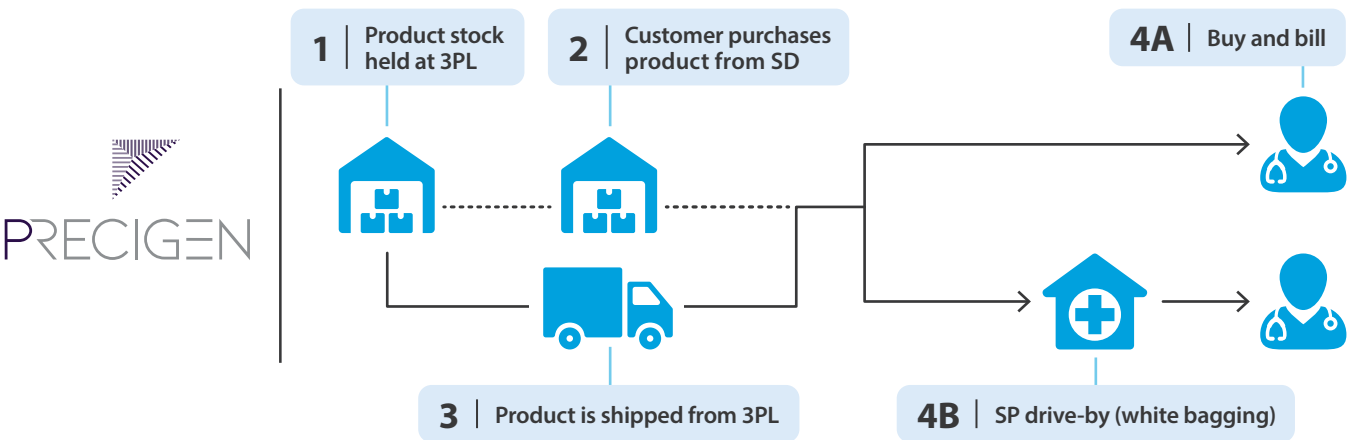 1 | Product stock
held at 3PL
2 | Customer purchases
product from SD
4A | Buy and bill
PRECIGEN
3 | Product is shipped from 3PL
4B | SP drive-by (white bagging)